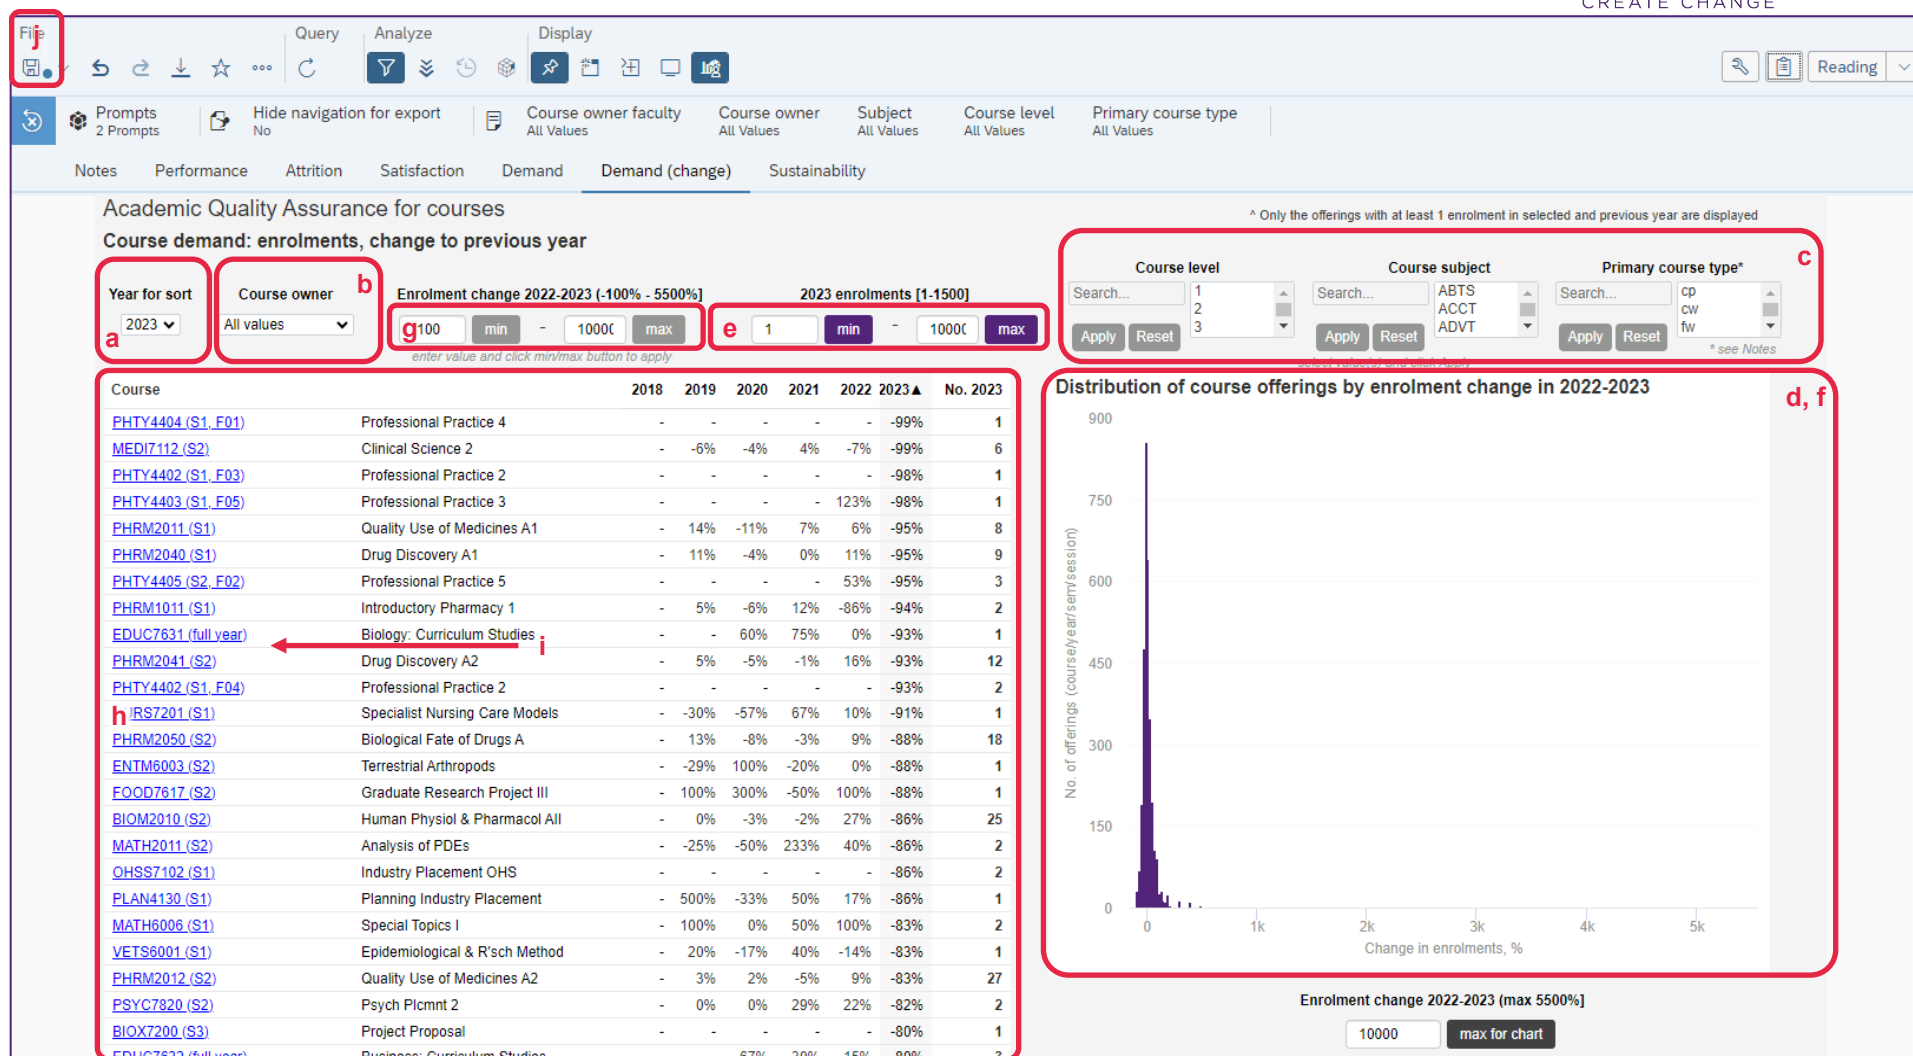 CREATE CHANGE
File Query Analyze Display
j
Reading
Prompts Hide navigation for export Course owner faculty Course owner Subject Course level Primary course type
2 Prompts No All Values All Values All Values All Values All Values
Notes Performance Attrition Satisfaction Demand Demand (change) Sustainability
Academic Quality Assurance for courses
^ Only the offerings with at least 1 enrolment in selected and previous year are displayed
Course demand: enrolments, change to previous year
Course level Course subject Primary course type* c
Year for sort Course owner b Enrolment change 2022-2023 (-100% - 5500%] 2023 enrolments [1-1500]
Search... 1 2 3 Search... ABTS ACCT ADVT Search... cp cw fw
a 2023 All values g 100 min - 1000 max e 1 min - 1000 max
Apply Reset Apply Reset Apply Reset
enter value and click min/max button to apply
* see Notes
select value(s) and click Apply
Course 2018 2019 2020 2021 2022 2023▲ No. 2023
PHTY4404 (S1, F01) Professional Practice 4 - - - - - -99% 1
MEDI7112 (S2) Clinical Science 2 - -6% -4% 4% -7% -99% 6
PHTY4402 (S1, F03) Professional Practice 2 - - - - - -98% 1
PHTY4403 (S1, F05) Professional Practice 3 - - - - 123% -98% 1
PHRM2011 (S1) Quality Use of Medicines A1 - 14% -11% 7% 6% -95% 8
PHRM2040 (S1) Drug Discovery A1 - 11% -4% 0% 11% -95% 9
PHTY4405 (S2, F02) Professional Practice 5 - - - - 53% -95% 3
PHRM1011 (S1) Introductory Pharmacy 1 - 5% -6% 12% -86% -94% 2
EDUC7631 (full year) Biology: Curriculum Studies - - 60% 75% 0% -93% 1
i
PHRM2041 (S2) Drug Discovery A2 - 5% -5% -1% 16% -93% 12
PHTY4402 (S1, F04) Professional Practice 2 - - - - - -93% 2
h RS7201 (S1) Specialist Nursing Care Models - -30% -57% 67% 10% -91% 1
PHRM2050 (S2) Biological Fate of Drugs A - 13% -8% -3% 9% -88% 18
ENTM6003 (S2) Terrestrial Arthropods - -29% 100% -20% 0% -88% 1
FOOD7617 (S2) Graduate Research Project III - 100% 300% -50% 100% -88% 1
BIOM2010 (S2) Human Physiol & Pharmacol AII - 0% -3% -2% 27% -86% 25
MATH2011 (S2) Analysis of PDEs - -25% -50% 233% 40% -86% 2
OHSS7102 (S1) Industry Placement OHS - - - - - -86% 2
PLAN4130 (S1) Planning Industry Placement - 500% -33% 50% 17% -86% 1
MATH6006 (S1) Special Topics I - 100% 0% 50% 100% -83% 2
VETS6001 (S1) Epidemiological & R'sch Method - 20% -17% 40% -14% -83% 1
PHRM2012 (S2) Quality Use of Medicines A2 - 3% 2% -5% 9% -83% 27
PSYC7820 (S2) Psych Plcmnt 2 - 0% 0% 29% 22% -82% 2
BIOX7200 (S3) Project Proposal - - - - - -80% 1
EDUC7632 (full year) Business: Curriculum Studies
Distribution of course offerings by enrolment change in 2022-2023
d, f
900
750
600
450
300
150
0
No. of offerings (course/year/sem/session)
0 1k 2k 3k 4k 5k
Change in enrolments, %
Enrolment change 2022-2023 (max 5500%]
10000 max for chart